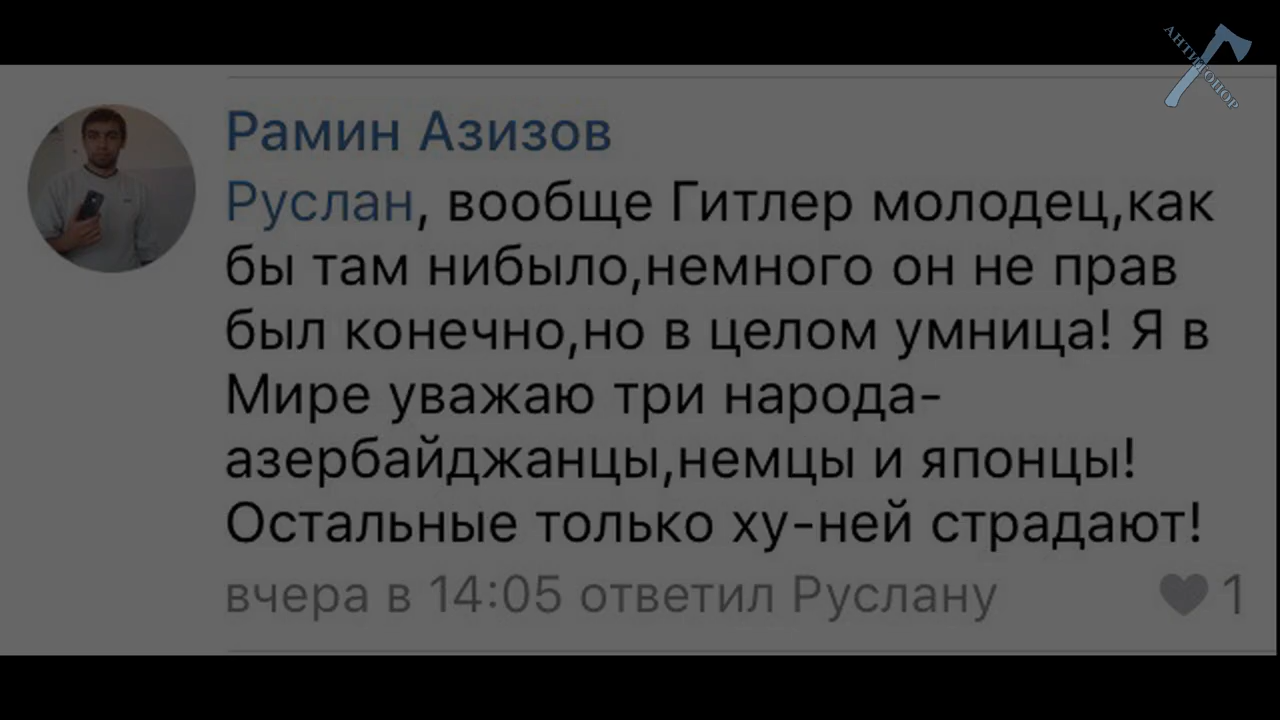 АНТИТОПОР
Рамин Азизов
Руслан, вообще Гитлер молодец,как
бы там нибыло,немного он не прав
был конечно,но в целом умница! Я в
Мире уважаю три народа-
азербайджанцы,немцы и японцы!
Остальные только ху-ней страдают!
вчера в 14:05 ответил Руслану
1